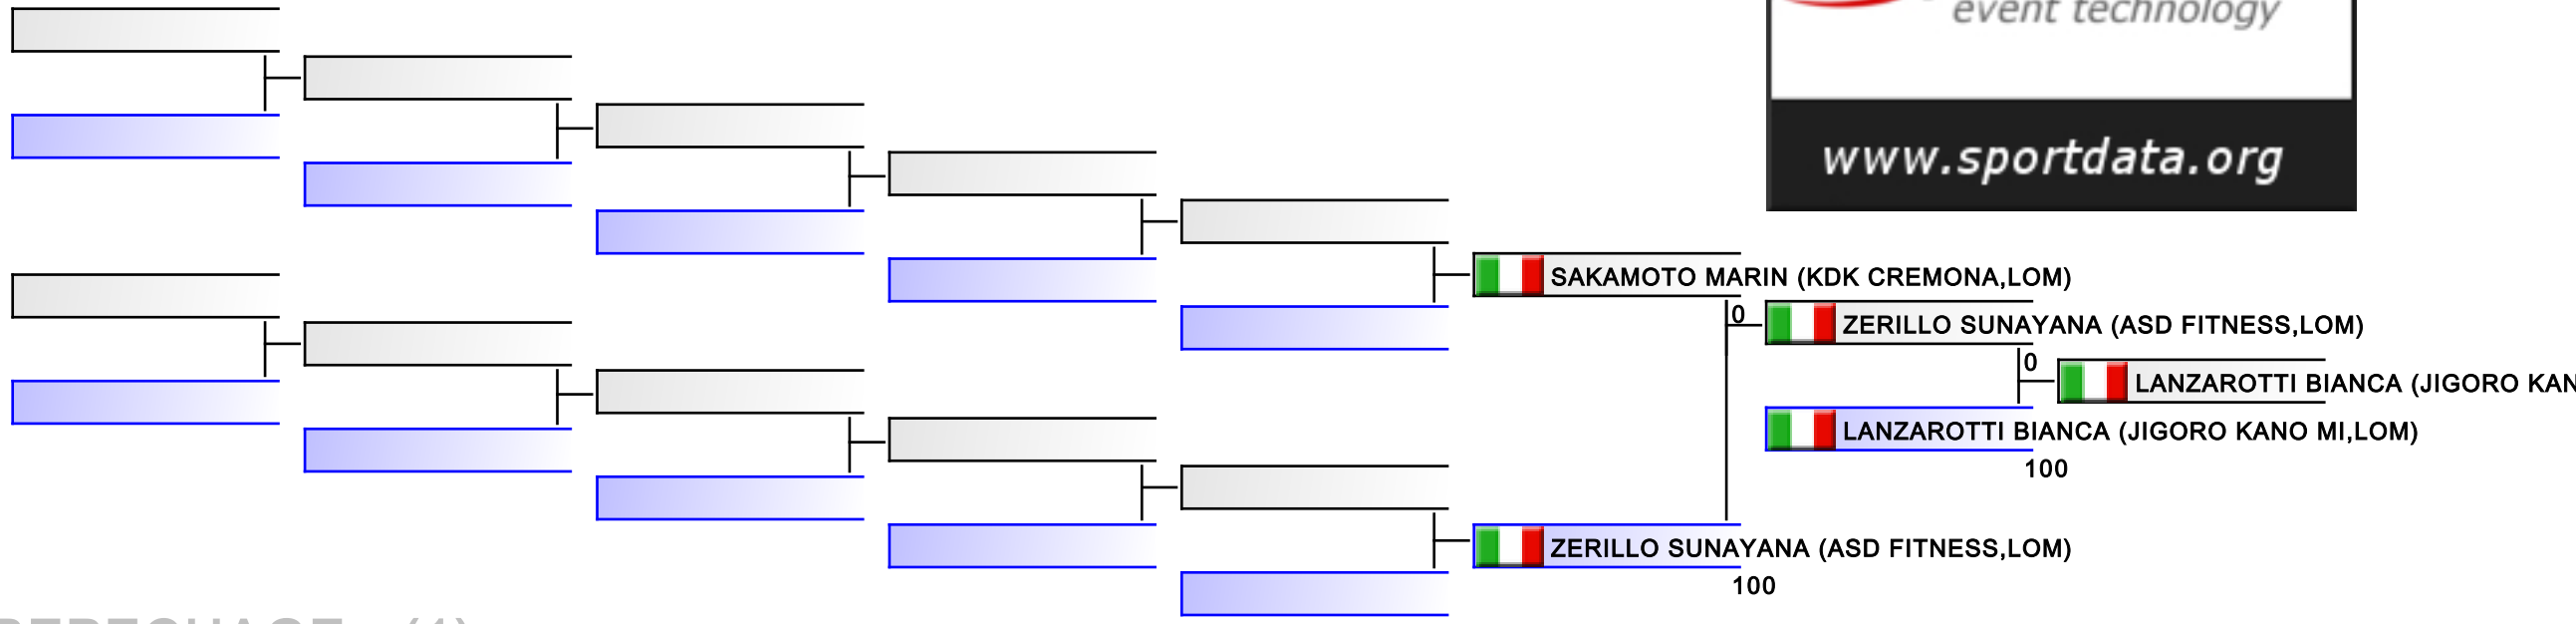 event technology
www.sportdata.org
SAKAMOTO MARIN (KDK CREMONA,LOM)
0
ZERILLO SUNAYANA (ASD FITNESS,LOM)
0
LANZAROTTI BIANCA (JIGORO KAN
LANZAROTTI BIANCA (JIGORO KANO MI,LOM)
100
ZERILLO SUNAYANA (ASD FITNESS,LOM)
100